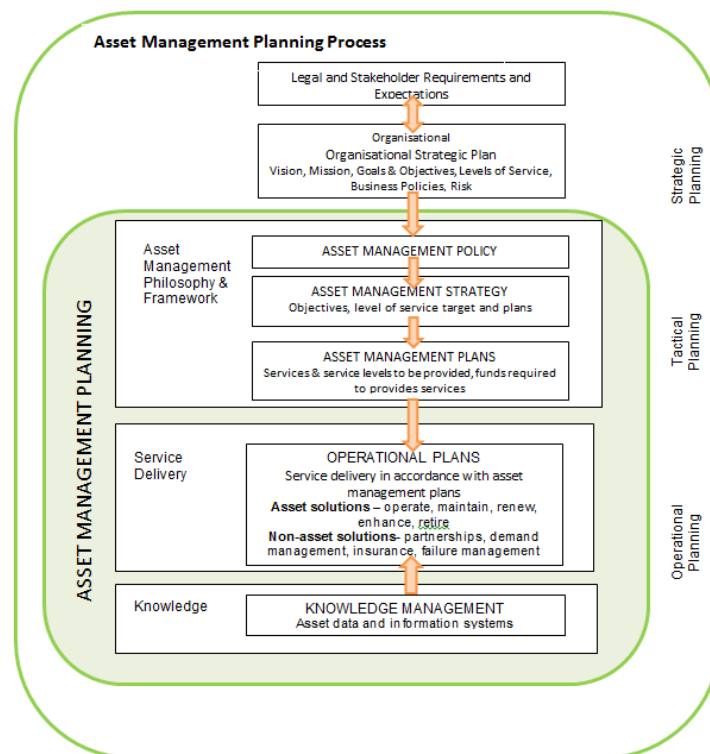 Asset Management Planning Process
Legal and Stakeholder Requirements and
Expectations
Organisational
Organisational Strategic Plan
Vision, Mission, Goals & Objectives, Levels of Service,
Business Policies, Risk
Strategic
Planning
ASSET MANAGEMENT PLANNING
Asset
Management
Philosophy &
Framework
ASSET MANAGEMENT POLICY
ASSET MANAGEMENT STRATEGY
Objectives, level of service target and plans
ASSET MANAGEMENT PLANS
Services & service levels to be provided, funds required
to provides services
Tactical
Planning
Service
Delivery
OPERATIONAL PLANS
Service delivery in accordance with asset
management plans
Asset solutions – operate, maintain, renew,
enhance, retire
Non-asset solutions- partnerships, demand
management, insurance, failure management
Operational
Planning
Knowledge
KNOWLEDGE MANAGEMENT
Asset data and information systems